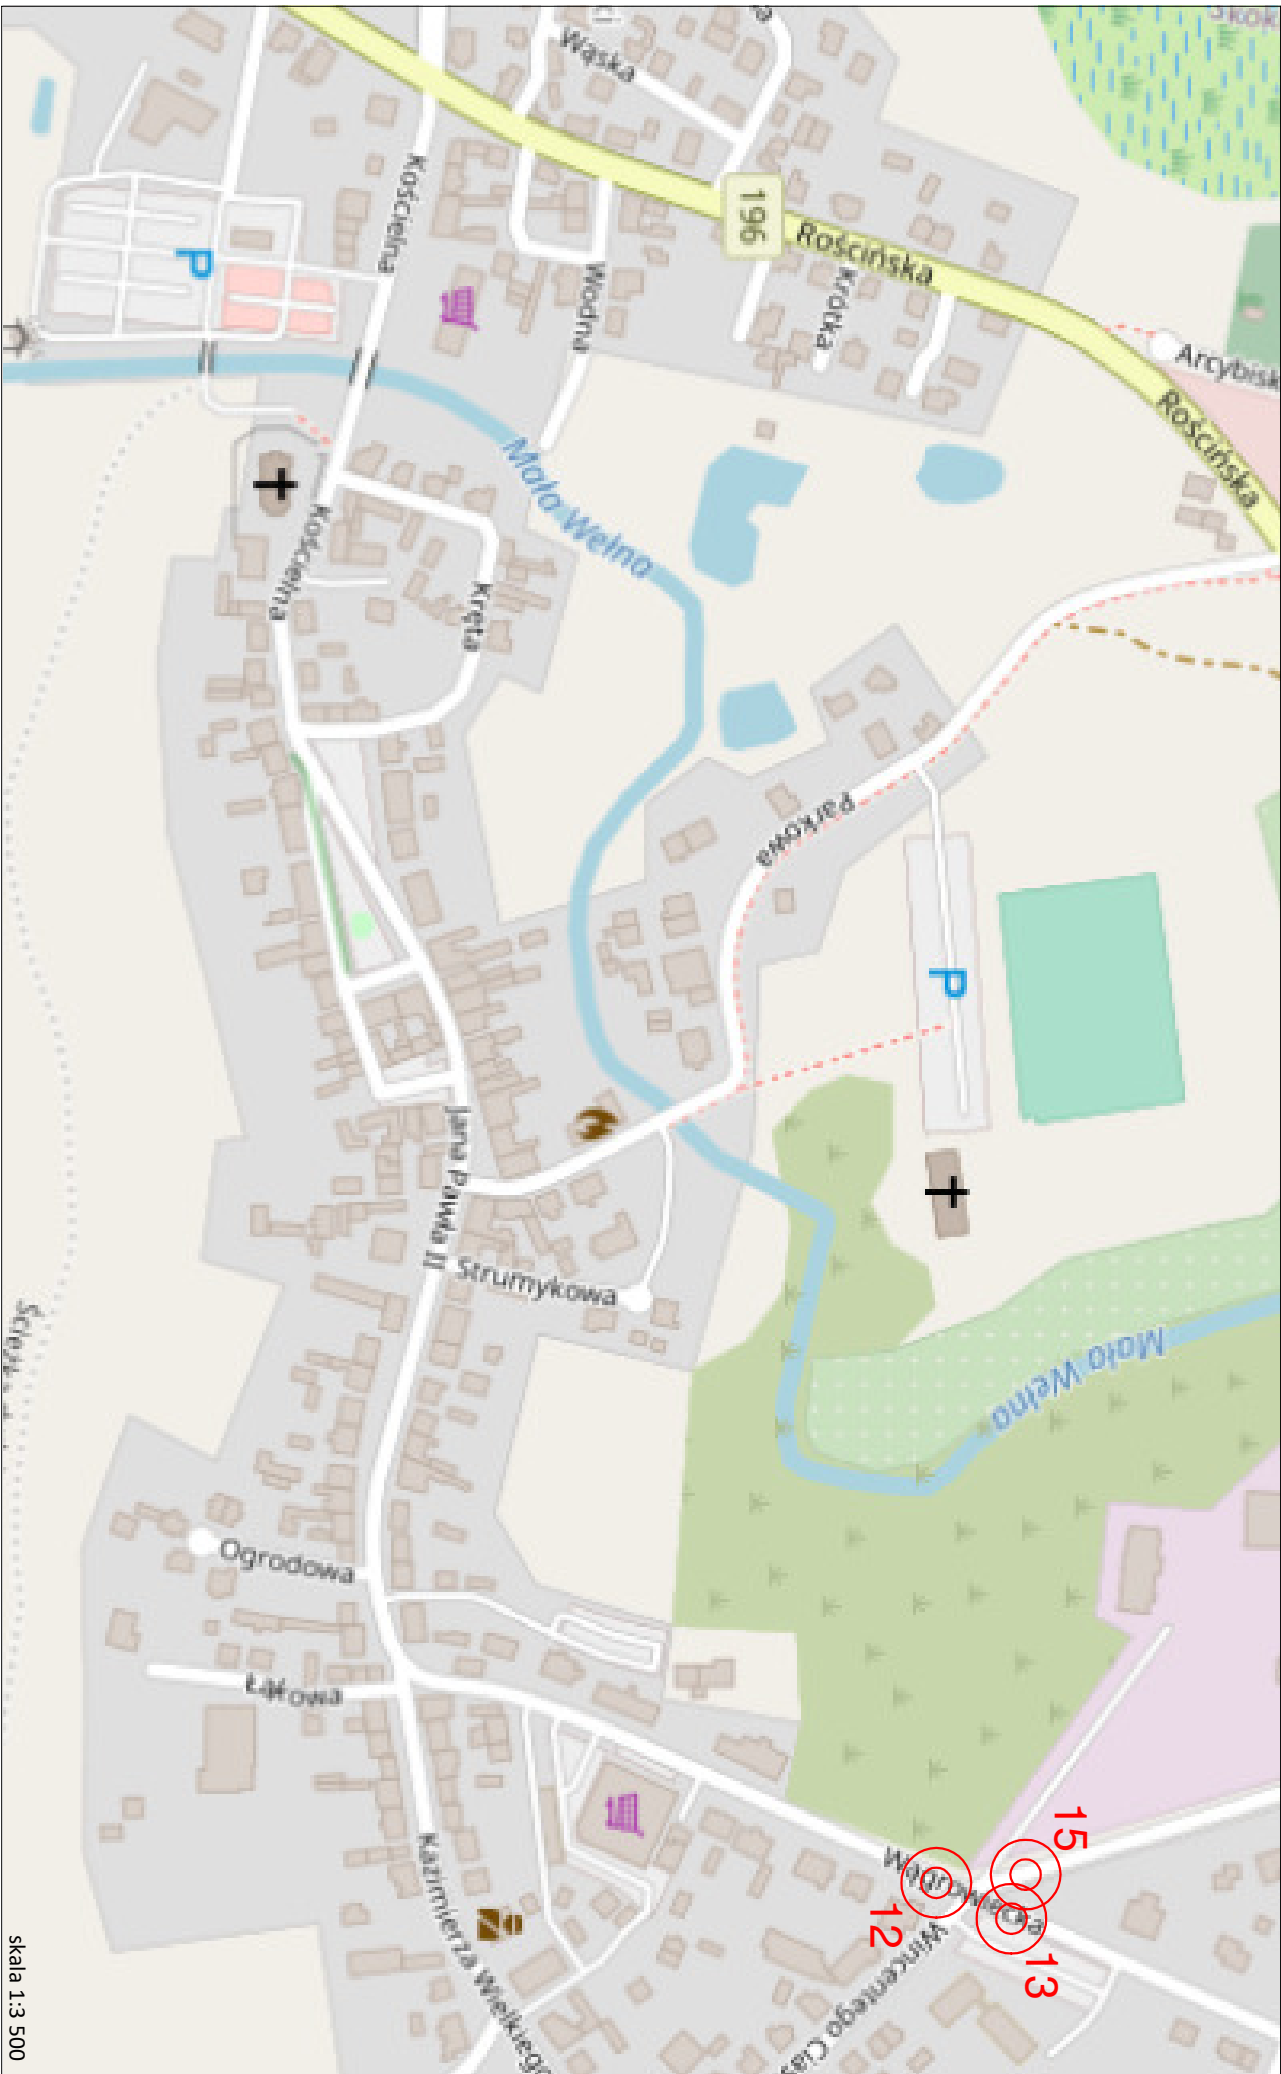 Wąska
Kościelna
196
Rościńska
Krótka
Wodna
Arcybisk
Rościńska
P
Mała Wełna
Kościelna
Kręta
Parkowa
P
Jana Pawła II
Strumykowa
Mała Wełna
Ogrodowa
Łąkowa
Wągrowiecka
15
12
13
Kazimierza Wielkiego
Wincentego Cias
skala 1:3 500